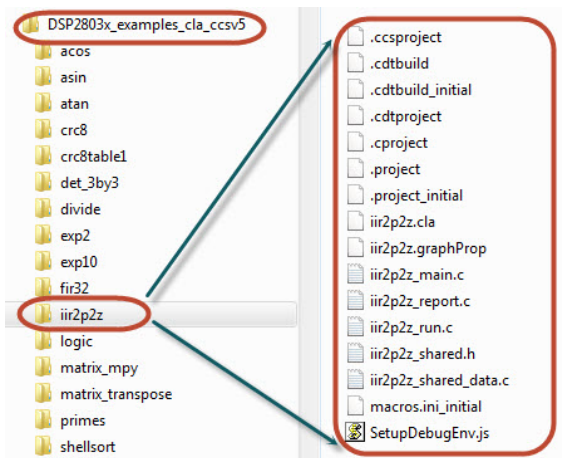 DSP2803x_examples_cla_ccsv5
acos
asin
atan
crc8
crc8table1
det_3by3
divide
exp2
exp10
fir32
iir2p2z
logic
matrix_mpy
matrix_transpose
primes
shellsort
.ccsproject
.cdtbuild
.cdtbuild_initial
.cdtproject
.cproject
.project
.project_initial
iir2p2z.cla
iir2p2z.graphProp
iir2p2z_main.c
iir2p2z_report.c
iir2p2z_run.c
iir2p2z_shared.h
iir2p2z_shared_data.c
macros.ini_initial
SetupDebugEnv.js